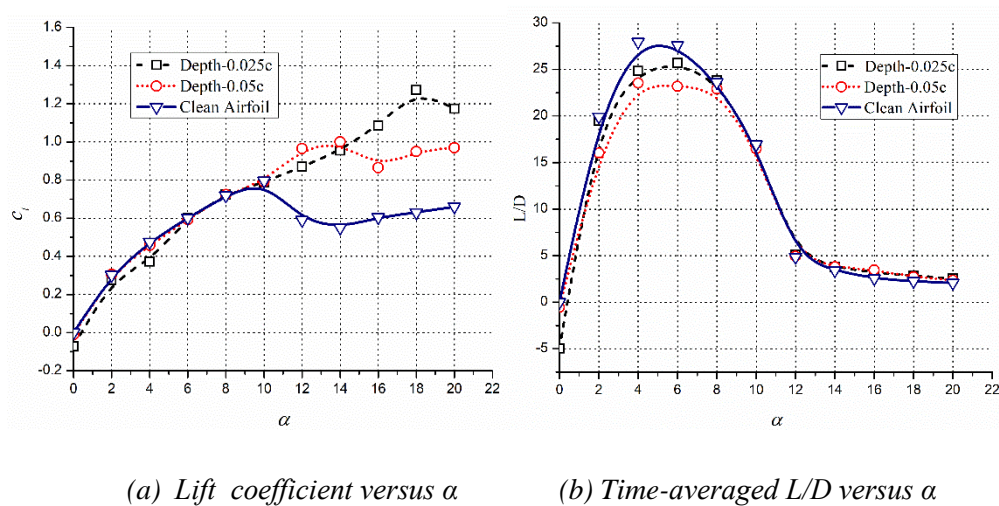 1.6
1.4
1.2
1.0
0.8
0.6
0.4
0.2
0.0
-0.2
c_l
Depth-0.025c
Depth-0.05c
Clean Airfoil
0 2 4 6 8 10 12 14 16 18 20 22
α
30
25
20
15
10
5
0
-5
L/D
Depth-0.025c
Depth-0.05c
Clean Airfoil
0 2 4 6 8 10 12 14 16 18 20 22
α
(a) Lift coefficient versus α
(b) Time-averaged L/D versus α